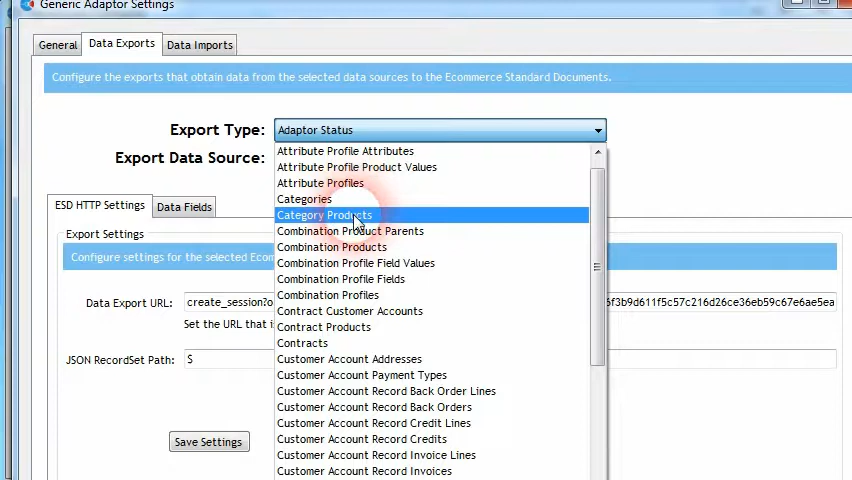 Generic Adaptor Settings
General
Data Exports
Data Imports
Configure the exports that obtain data from the selected data sources to the Ecommerce Standard Documents.
Export Type:
Adaptor Status
Export Data Source:
Attribute Profile Attributes
Attribute Profile Product Values
Attribute Profiles
Categories
Category Products
Combination Product Parents
Combination Products
Combination Profile Field Values
Combination Profile Fields
Combination Profiles
Contract Customer Accounts
Contract Products
Contracts
Customer Account Addresses
Customer Account Payment Types
Customer Account Record Back Order Lines
Customer Account Record Back Orders
Customer Account Record Credit Lines
Customer Account Record Credits
Customer Account Record Invoice Lines
Customer Account Record Invoices
ESD HTTP Settings
Data Fields
Export Settings
Configure settings for the selected Ecom
Data Export URL:
create_session?o
6f3b9d611f5c57c216d26ce36eb59c67e6ae5ea
Set the URL that i
JSON RecordSet Path:
$
Save Settings